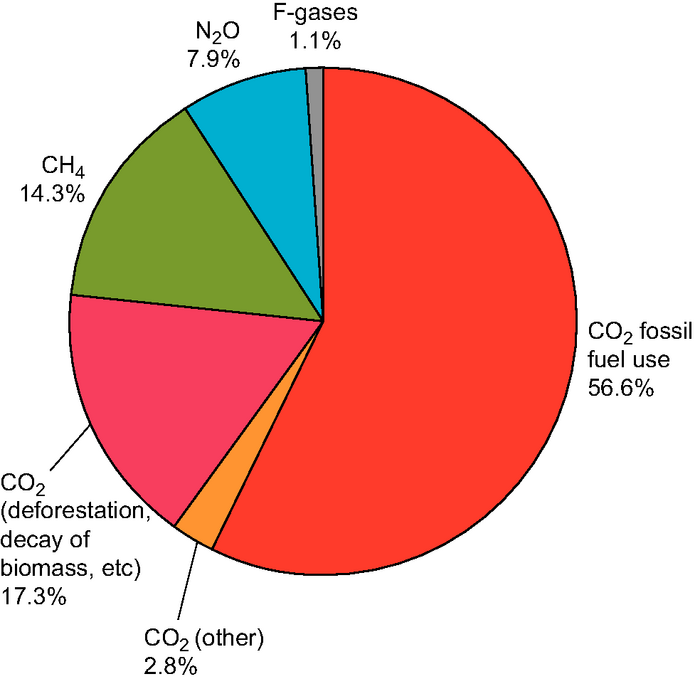 F-gases
1.1%
N₂O
7.9%
CH₄
14.3%
CO₂ fossil
fuel use
56.6%
CO₂
(deforestation,
decay of
biomass, etc)
17.3%
CO₂ (other)
2.8%